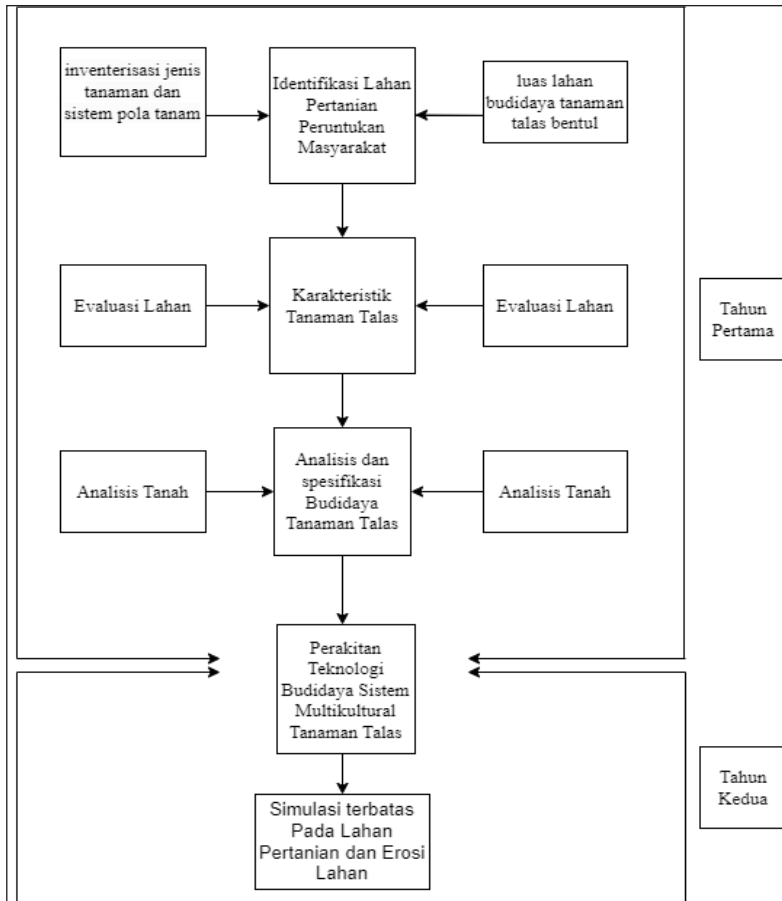 inventerisasi jenis
tanaman dan
sistem pola tanam
Identifikasi Lahan
Pertanian
Peruntukan
Masyarakat
luas lahan
budidaya tanaman
talas bentul
Evaluasi Lahan
Karakteristik
Tanaman Talas
Evaluasi Lahan
Tahun
Pertama
Analisis Tanah
Analisis dan
spesifikasi
Budidaya
Tanaman Talas
Analisis Tanah
Perakitan
Teknologi
Budidaya Sistem
Multikultural
Tanaman Talas
Tahun
Kedua
Simulasi terbatas
Pada Lahan
Pertanian dan Erosi
Lahan